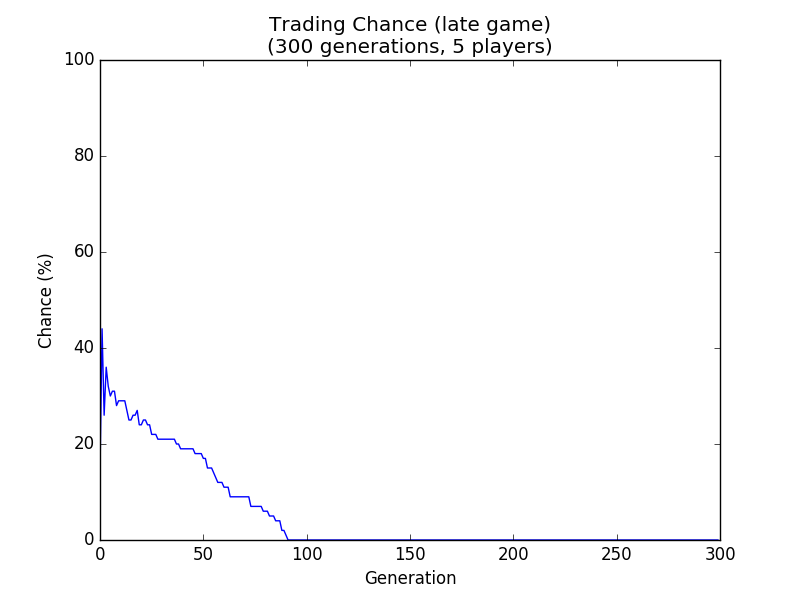 Trading Chance (late game)
(300 generations, 5 players)
100
80
60
40
20
0
Chance (%)
0 50 100 150 200 250 300
Generation